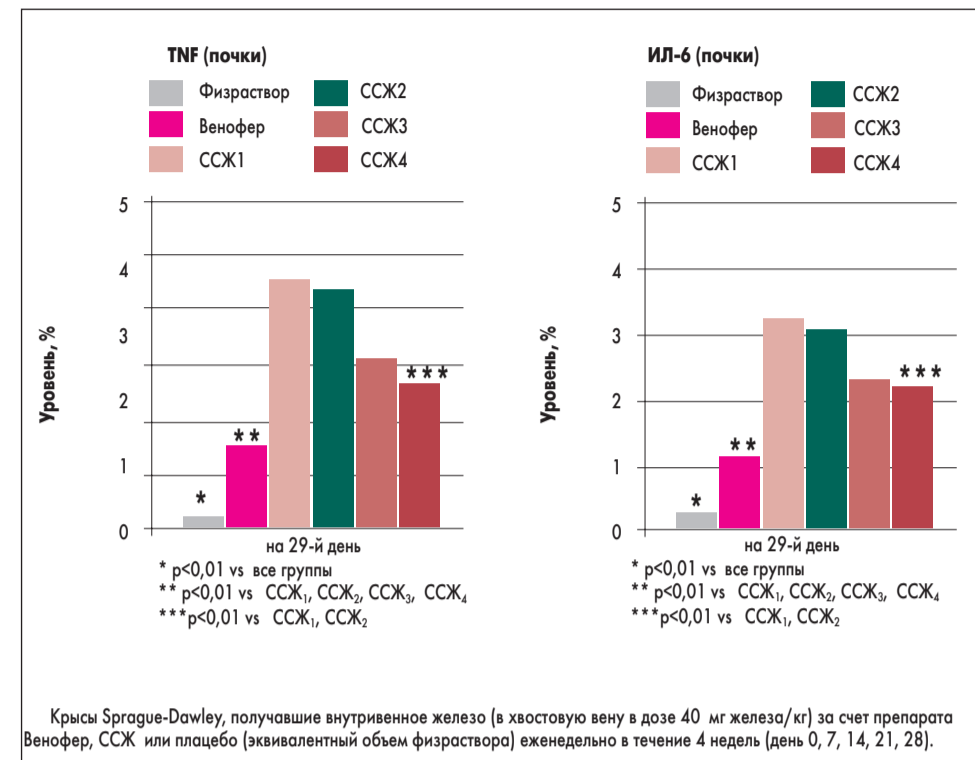 TNF (почки)
Физраствор
ССЖ2
Венофер
ССЖ3
ССЖ1
ССЖ4
5
4
3
2
1
0
Уровень, %
*
**
***
на 29-й день
* p<0,01 vs все группы
** p<0,01 vs ССЖ₁, ССЖ₂, ССЖ₃, ССЖ₄
***p<0,01 vs ССЖ₁, ССЖ₂
ИЛ-6 (почки)
Физраствор
ССЖ2
Венофер
ССЖ3
ССЖ1
ССЖ4
5
4
3
2
1
0
Уровень, %
*
**
***
на 29-й день
* p<0,01 vs все группы
** p<0,01 vs ССЖ₁, ССЖ₂, ССЖ₃, ССЖ₄
***p<0,01 vs ССЖ₁, ССЖ₂
Крысы Sprague-Dawley, получавшие внутривенное железо (в хвостовую вену в дозе 40 мг железа/кг) за счет препарата
Венофер, ССЖ или плацебо (эквивалентный объем физраствора) еженедельно в течение 4 недель (день 0, 7, 14, 21, 28).